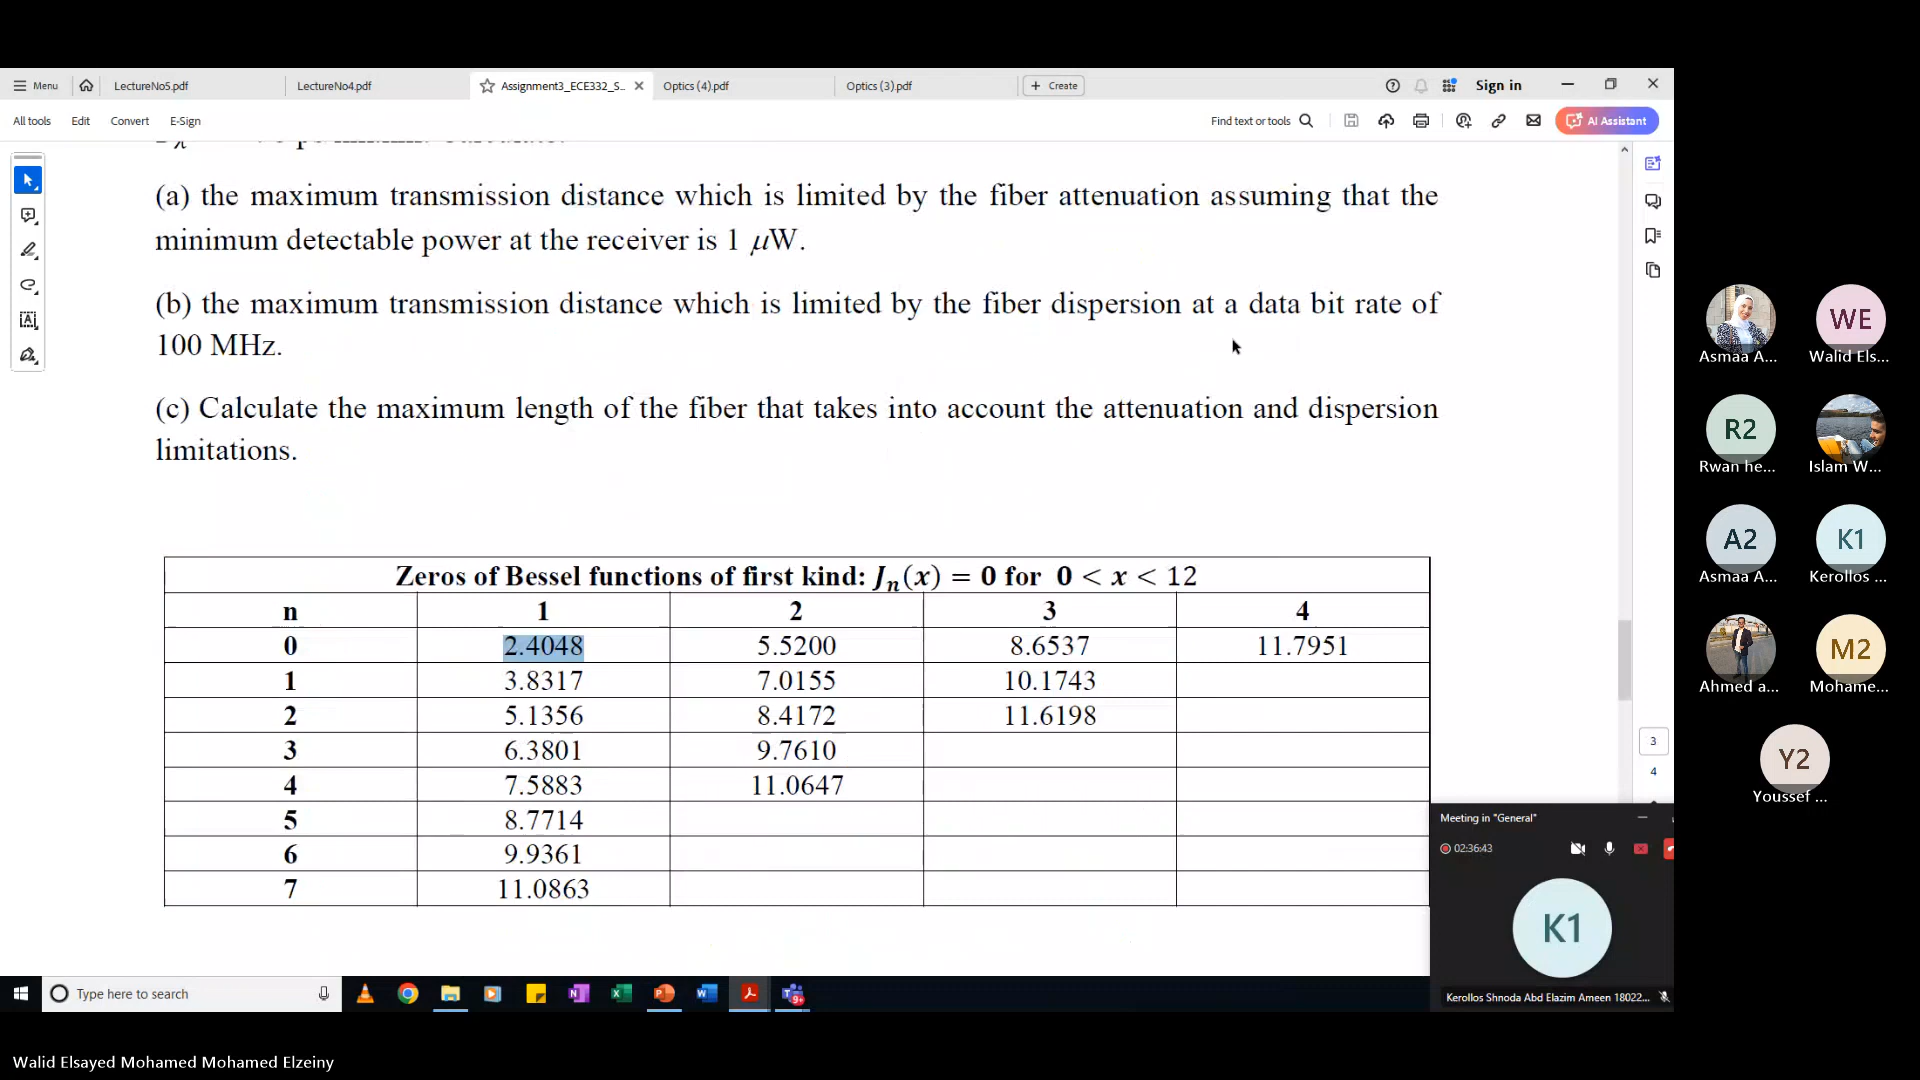 Menu
LectureNo5.pdf
LectureNo4.pdf
Assignment3_ECE332_S...
Optics (4).pdf
Optics (3).pdf
Create
Sign in
All tools
Edit
Convert
E-Sign
Find text or tools
AI Assistant
(a) the maximum transmission distance which is limited by the fiber attenuation assuming that the
minimum detectable power at the receiver is 1 μW.
(b) the maximum transmission distance which is limited by the fiber dispersion at a data bit rate of
100 MHz.
(c) Calculate the maximum length of the fiber that takes into account the attenuation and dispersion
limitations.
Zeros of Bessel functions of first kind: Jn(x) = 0 for 0 < x < 12
n 1 2 3 4
0 2.4048 5.5200 8.6537 11.7951
1 3.8317 7.0155 10.1743
2 5.1356 8.4172 11.6198
3 6.3801 9.7610
4 7.5883 11.0647
5 8.7714
6 9.9361
7 11.0863
3
4
Meeting in "General"
02:36:43
K1
Kerollos Shnoda Abd Elazim Ameen 18022...
Type here to search
9+
Asmaa A...
WE
Walid Els...
R2
Rwan he...
Islam W...
A2
Asmaa A...
K1
Kerollos ...
Ahmed a...
M2
Mohame...
Y2
Youssef ...
Walid Elsayed Mohamed Mohamed Elzeiny